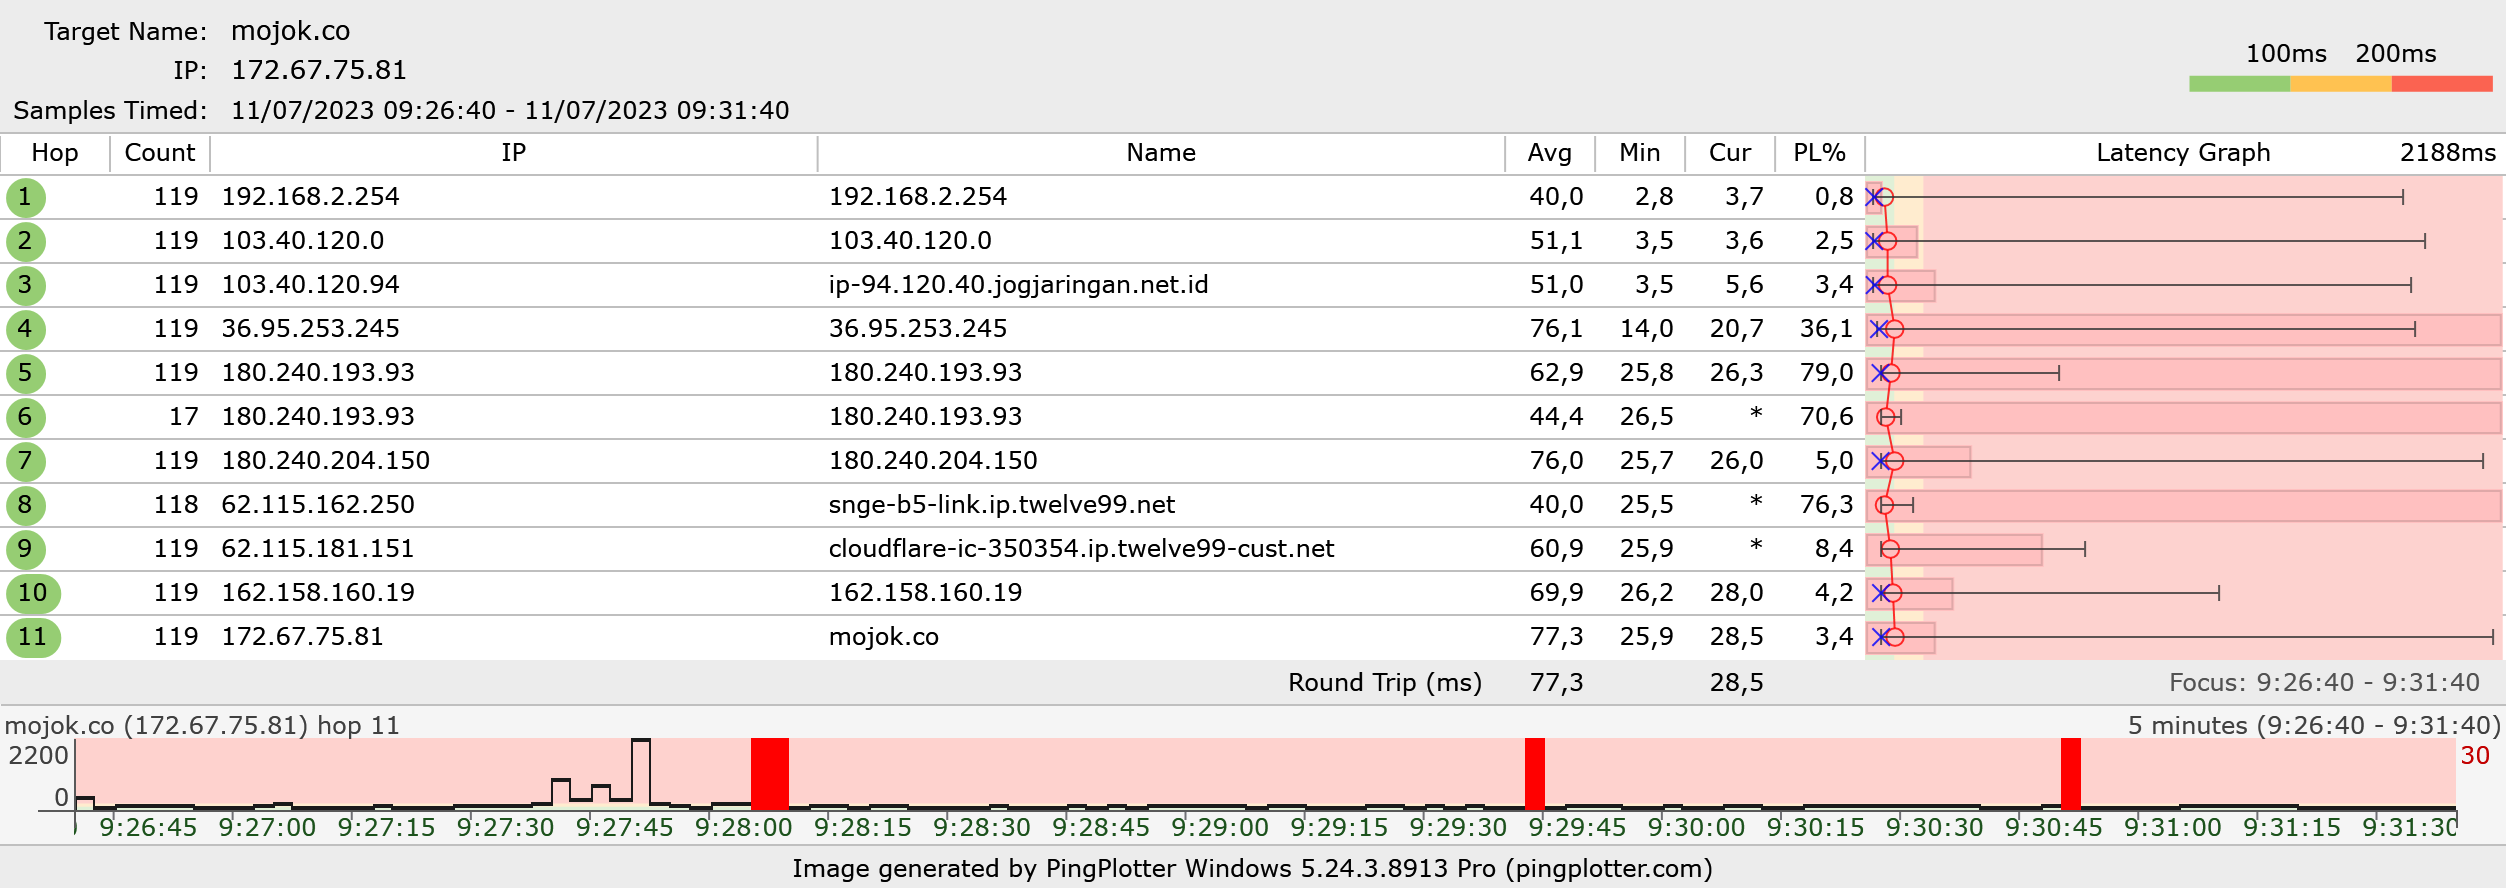 Target Name: mojok.co
IP: 172.67.75.81
Samples Timed: 11/07/2023 09:26:40 - 11/07/2023 09:31:40
100ms 200ms
Hop Count IP Name Avg Min Cur PL% Latency Graph 2188ms
1 119 192.168.2.254 192.168.2.254 40,0 2,8 3,7 0,8
2 119 103.40.120.0 103.40.120.0 51,1 3,5 3,6 2,5
3 119 103.40.120.94 ip-94.120.40.jogjaringan.net.id 51,0 3,5 5,6 3,4
4 119 36.95.253.245 36.95.253.245 76,1 14,0 20,7 36,1
5 119 180.240.193.93 180.240.193.93 62,9 25,8 26,3 79,0
6 17 180.240.193.93 180.240.193.93 44,4 26,5 * 70,6
7 119 180.240.204.150 180.240.204.150 76,0 25,7 26,0 5,0
8 118 62.115.162.250 snge-b5-link.ip.twelve99.net 40,0 25,5 * 76,3
9 119 62.115.181.151 cloudflare-ic-350354.ip.twelve99-cust.net 60,9 25,9 * 8,4
10 119 162.158.160.19 162.158.160.19 69,9 26,2 28,0 4,2
11 119 172.67.75.81 mojok.co 77,3 25,9 28,5 3,4
Round Trip (ms) 77,3 28,5 Focus: 9:26:40 - 9:31:40
mojok.co (172.67.75.81) hop 11 5 minutes (9:26:40 - 9:31:40)
2200 30
0
9:26:45 9:27:00 9:27:15 9:27:30 9:27:45 9:28:00 9:28:15 9:28:30 9:28:45 9:29:00 9:29:15 9:29:30 9:29:45 9:30:00 9:30:15 9:30:30 9:30:45 9:31:00 9:31:15 9:31:30
Image generated by PingPlotter Windows 5.24.3.8913 Pro (pingplotter.com)